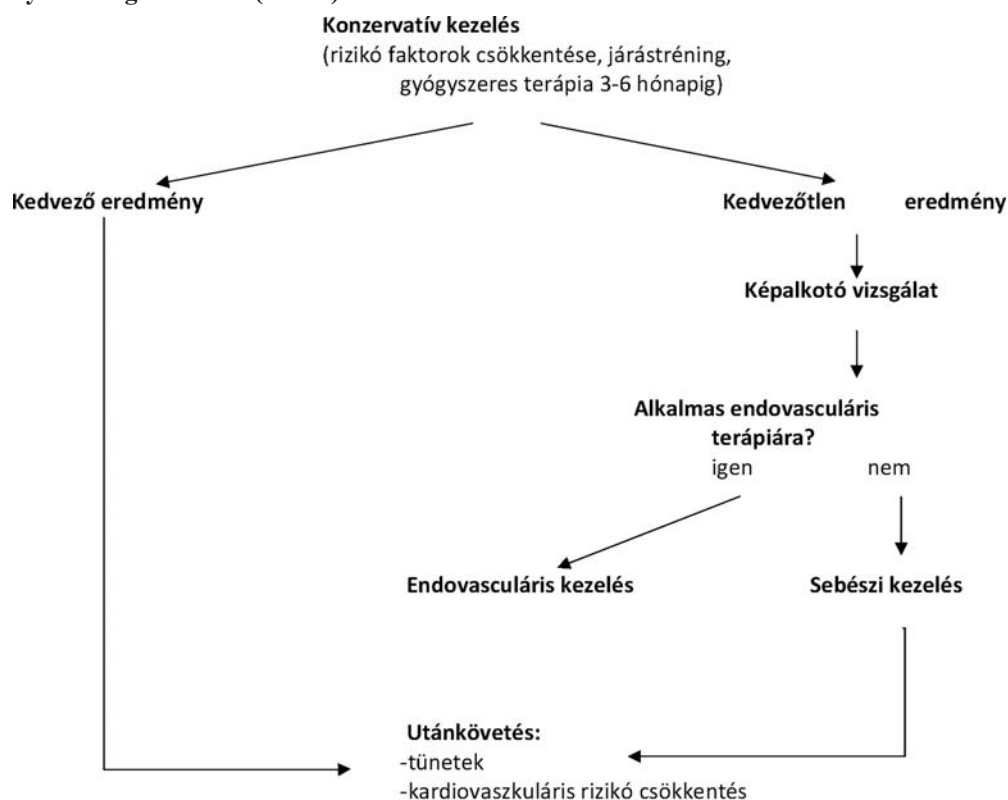 Konzervatív kezelés
(rizikó faktorok csökkentése, járástréning,
gyógyszeres terápia 3-6 hónapig)
Kedvező eredmény
Kedvezőtlen eredmény
Képalkotó vizsgálat
Alkalmas endovasculáris
terápiára?
igen nem
Endovasculáris kezelés
Sebészi kezelés
Utánkövetés:
-tünetek
-kardiovaszkuláris rizikó csökkentés